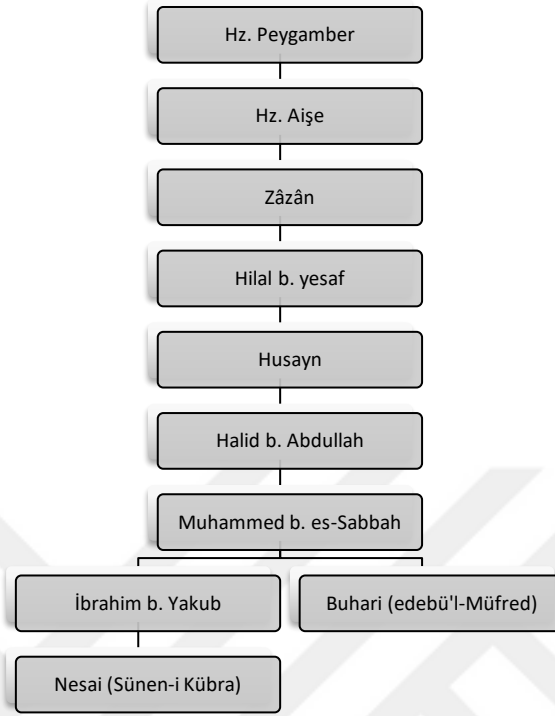 Hz. Peygamber
Hz. Aişe
Zâzân
Hilal b. yesaf
Husayn
Halid b. Abdullah
Muhammed b. es-Sabbah
İbrahim b. Yakub
Buhari (edebü'l-Müfred)
Nesai (Sünen-i Kübra)